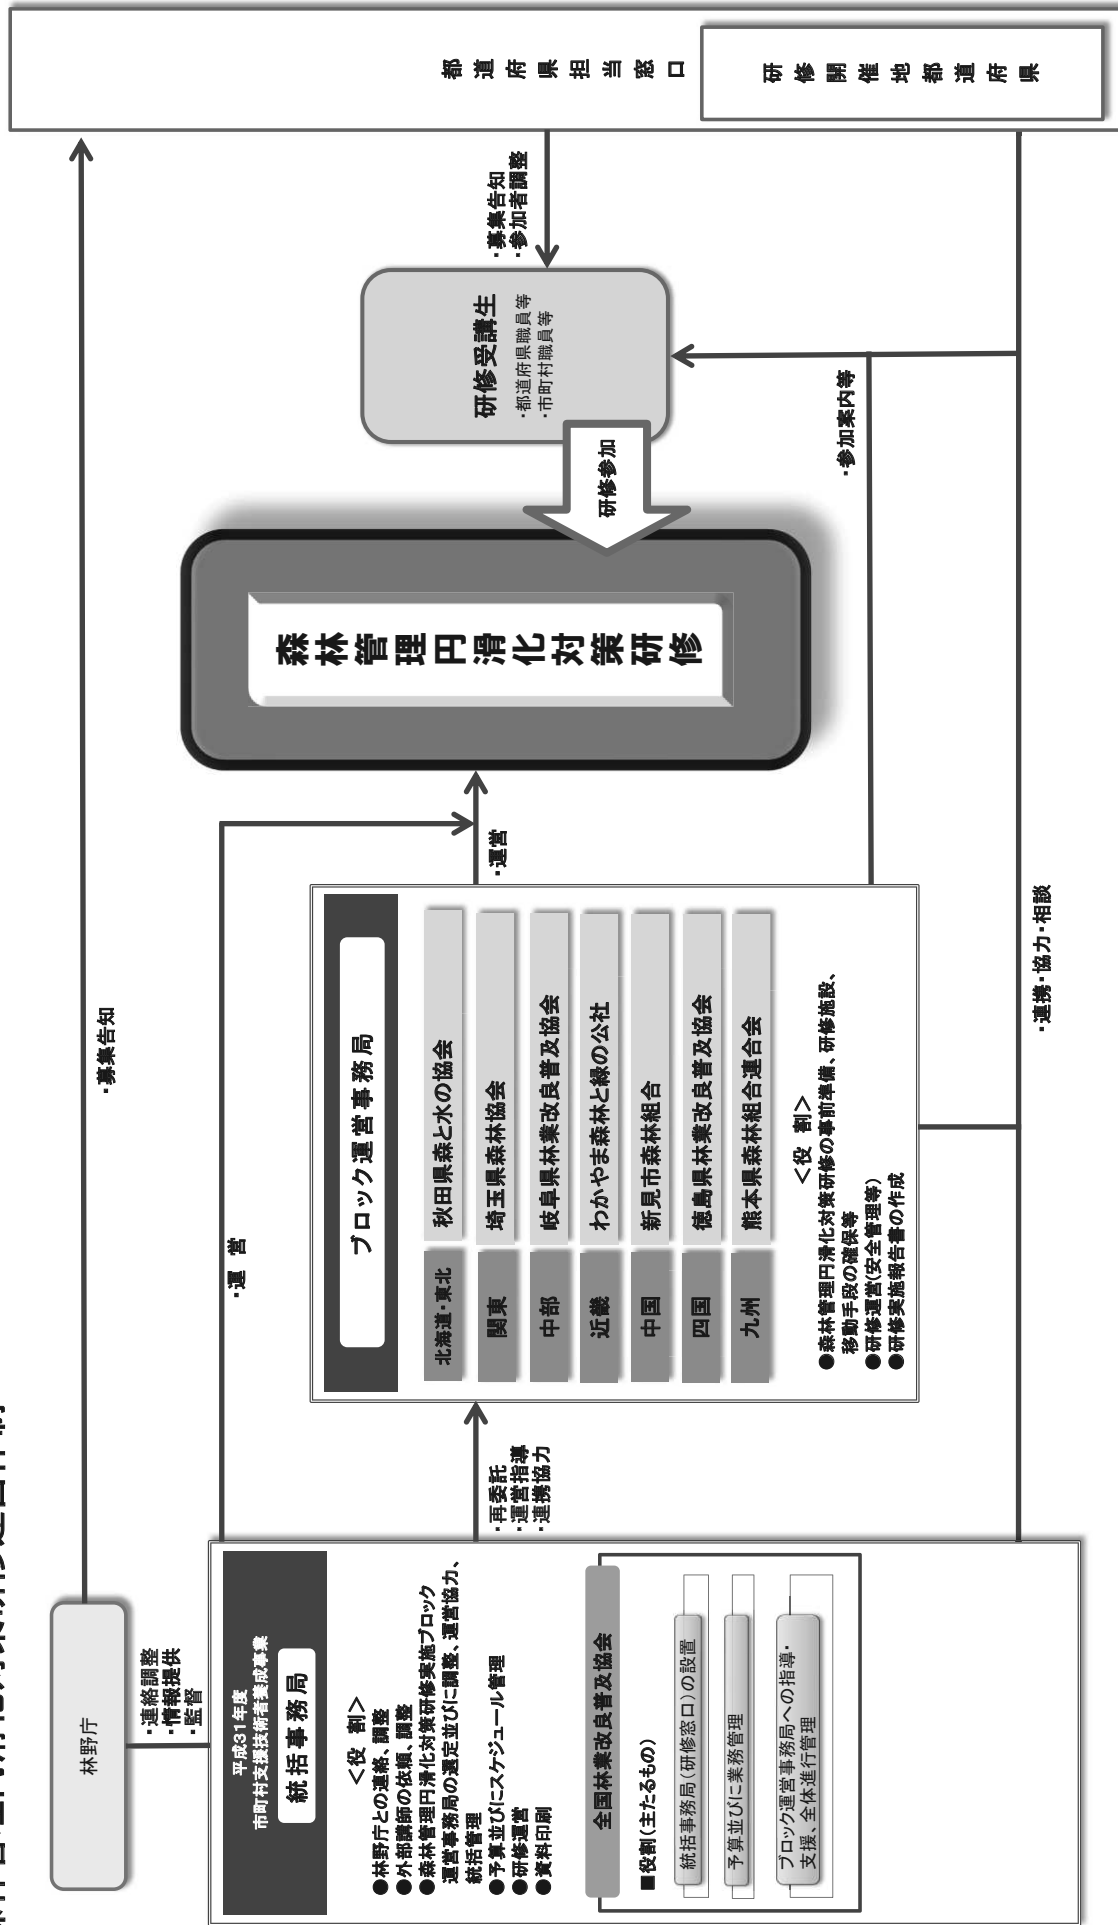 林野庁
・連絡調整
・情報提供
・監督
・募集告知
平成31年度
市町村支援技術者養成事業
統括事務局
＜役 割＞
●林野庁との連絡、調整
●外部講師の依頼、調整
●森林管理円滑化対策研修実施ブロック
運営事務局の選定並びに調整、運営協力、
統括管理
●予算並びにスケジュール管理
●研修運営
●資料印刷
全国林業改良普及協会
■役割（主たるもの）
統括事務局（研修窓口）の設置
予算並びに業務管理
ブロック運営事務局への指導・
支援、全体進行管理
・運 営
・再委託
・運営指導
・連携協力
ブロック運営事務局
北海道・東北 秋田県森と水の協会
関東 埼玉県森林協会
中部 岐阜県林業改良普及協会
近畿 わかやま森林と緑の公社
中国 新見市森林組合
四国 徳島県林業改良普及協会
九州 熊本県森林組合連合会
＜役 割＞
●森林管理円滑化対策研修の事前準備、研修施設、
移動手段の確保等
●研修運営（安全管理等）
●研修実施報告書の作成
・運営
・連携・協力・相談
森林管理円滑化対策研修
研修参加
研修受講生
・都道府県職員等
・市町村職員等
・参加案内等
・募集告知
・参加者調整
都道府県担当窓口
研修開催地都道府県